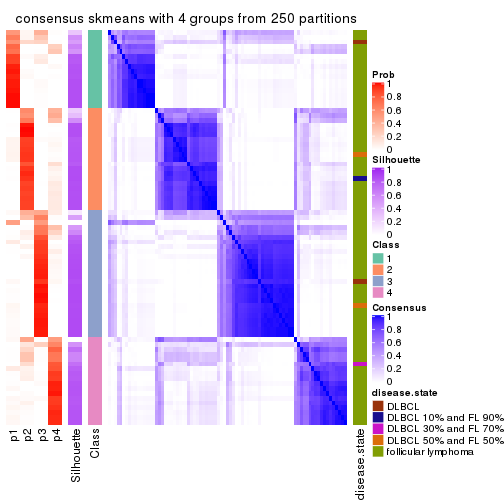 consensus skmeans with 4 groups from 250 partitions
Prob
1
0.8
0.6
0.4
0.2
0
Silhouette
1
0.8
0.6
0.4
0.2
0
Class
1
2
3
4
Consensus
1
0.8
0.6
0.4
0.2
0
disease.state
DLBCL
DLBCL 10% and FL 90%
DLBCL 30% and FL 70%
DLBCL 50% and FL 50%
follicular lymphoma
p1
p2
p3
p4
Silhouette
Class
disease.state